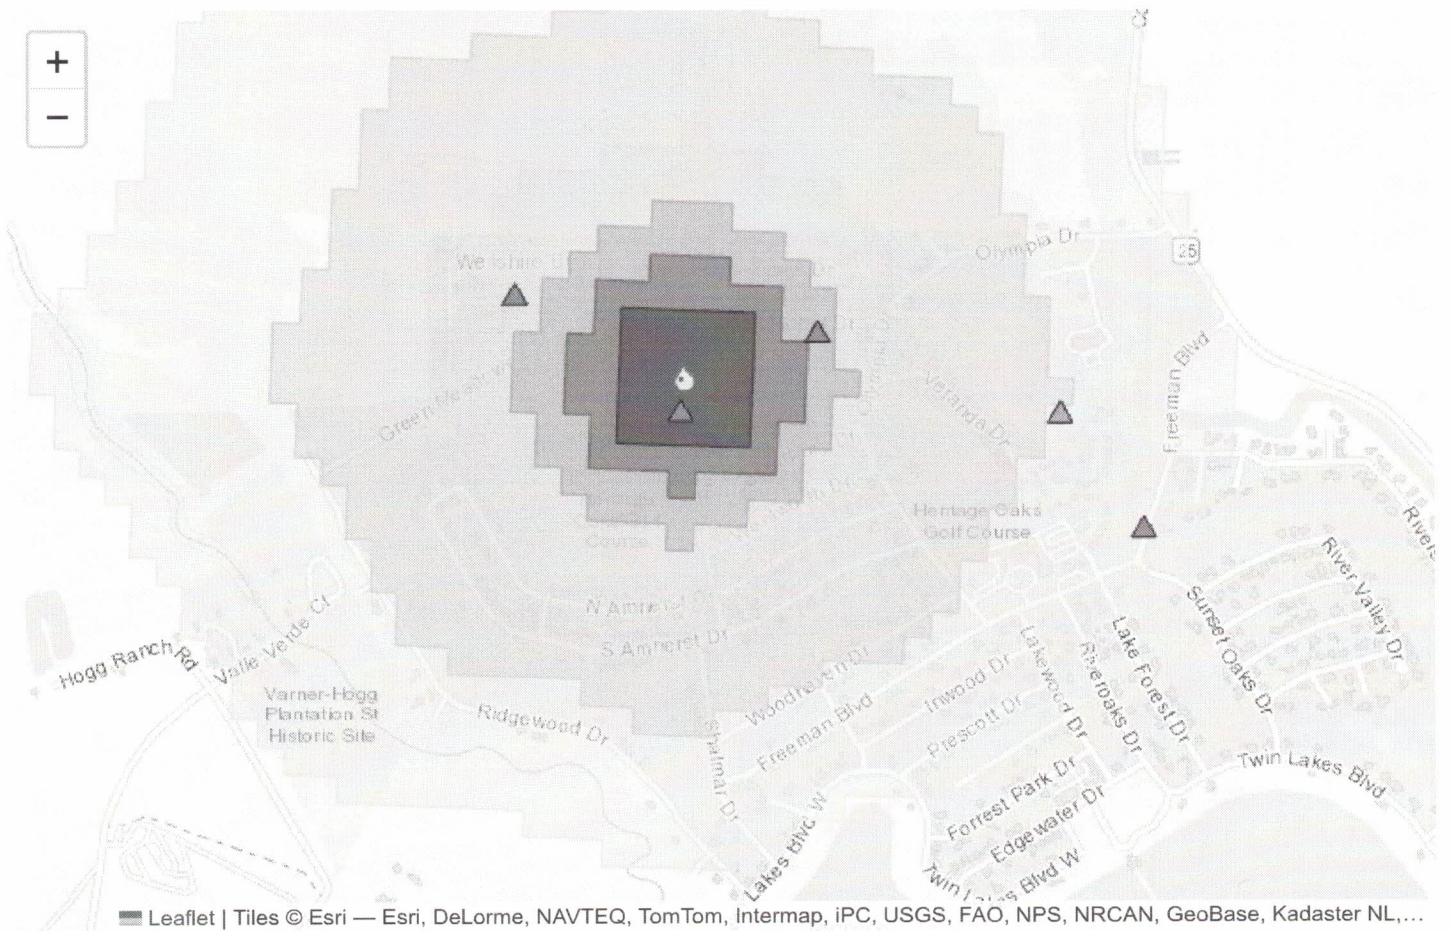 +
−
Olympia Dr
25
Freeman Blvd
Veranda Dr
Heritage Oaks
Golf Course
Course
N Amherst Dr
S Amherst Dr
Hogg Ranch Rd
Valle Verde Ct
Varner-Hogg
Plantation St
Historic Site
Ridgewood Dr
Shalmar Dr
Woodhaven Dr
Freeman Blvd
Inwood Dr
Prescott Dr
Lakewood Dr
Riveroaks Dr
Lake Forest Dr
Sunset Oaks Dr
River Valley Dr
Rivers
Forrest Park Dr
Edgewater Dr
Twin Lakes Blvd W
Lakes Blvd W
Twin Lakes Blvd
Leaflet | Tiles © Esri — Esri, DeLorme, NAVTEQ, TomTom, Intermap, iPC, USGS, FAO, NPS, NRCAN, GeoBase, Kadaster NL,…